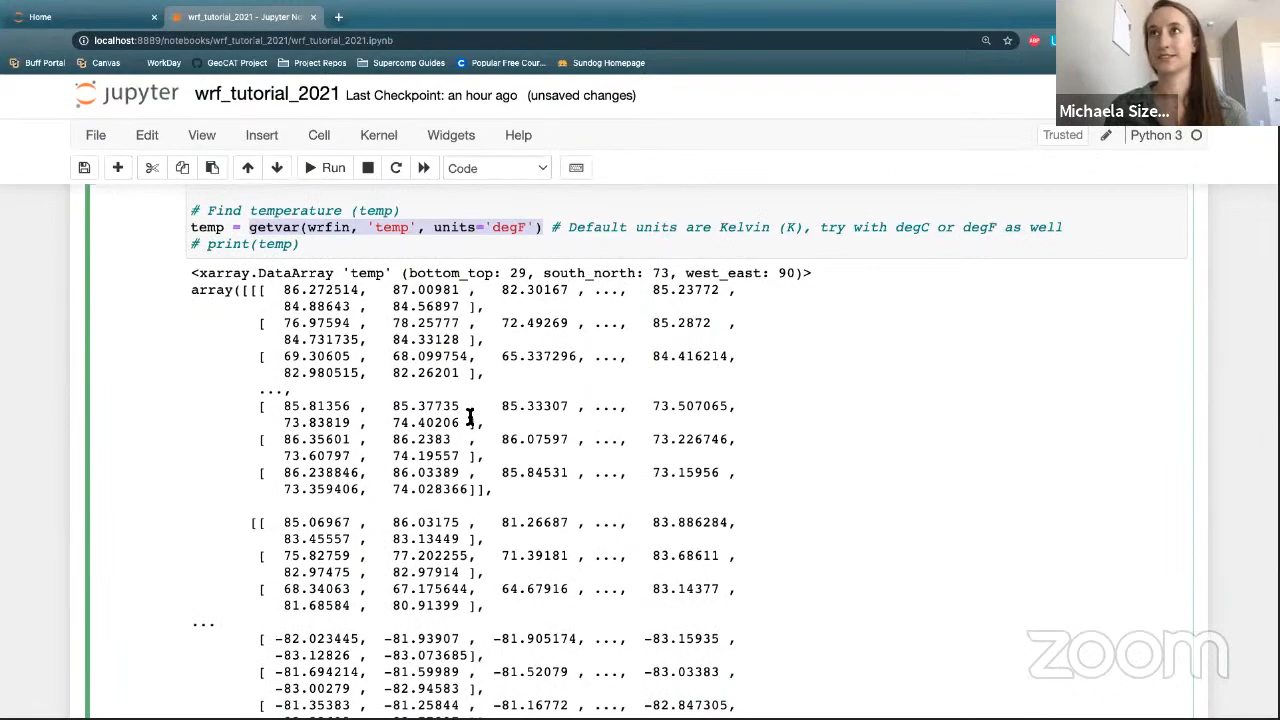 Home
wrf_tutorial_2021 - Jupyter No
localhost:8889/notebooks/wrf_tutorial_2021/wrf_tutorial_2021.ipynb
ABP
Buff Portal Canvas WorkDay GeoCAT Project Project Repos Supercomp Guides Popular Free Cour... Sundog Homepage
jupyter wrf_tutorial_2021 Last Checkpoint: an hour ago (unsaved changes)
Michaela Size...
File Edit View Insert Cell Kernel Widgets Help
Trusted Python 3
Run Code
# Find temperature (temp)
temp = getvar(wrfin, 'temp', units='degF') # Default units are Kelvin (K), try with degC or degF as well
# print(temp)
<xarray.DataArray 'temp' (bottom_top: 29, south_north: 73, west_east: 90)>
array([[[ 86.272514, 87.00981 , 82.30167 , ..., 85.23772 ,
84.88643 , 84.56897 ],
[ 76.97594 , 78.25777 , 72.49269 , ..., 85.2872 ,
84.731735, 84.33128 ],
[ 69.30605 , 68.099754, 65.337296, ..., 84.416214,
82.980515, 82.26201 ],
...,
[ 85.81356 , 85.37735 , 85.33307 , ..., 73.507065,
73.83819 , 74.40206 ],
[ 86.35601 , 86.2383 , 86.07597 , ..., 73.226746,
73.60797 , 74.19557 ],
[ 86.238846, 86.03389 , 85.84531 , ..., 73.15956 ,
73.359406, 74.028366]],
[[ 85.06967 , 86.03175 , 81.26687 , ..., 83.886284,
83.45557 , 83.13449 ],
[ 75.82759 , 77.202255, 71.39181 , ..., 83.68611 ,
82.97475 , 82.97914 ],
[ 68.34063 , 67.175644, 64.67916 , ..., 83.14377 ,
81.68584 , 80.91399 ],
...
[ -82.023445, -81.93907 , -81.905174, ..., -83.15935 ,
-83.12326 , -83.073685],
[ -81.694214, -81.59989 , -81.52079 , ..., -83.03383 ,
-83.00279 , -82.94583 ],
[ -81.35383 , -81.25844 , -81.16772 , ..., -82.847305,
zoom